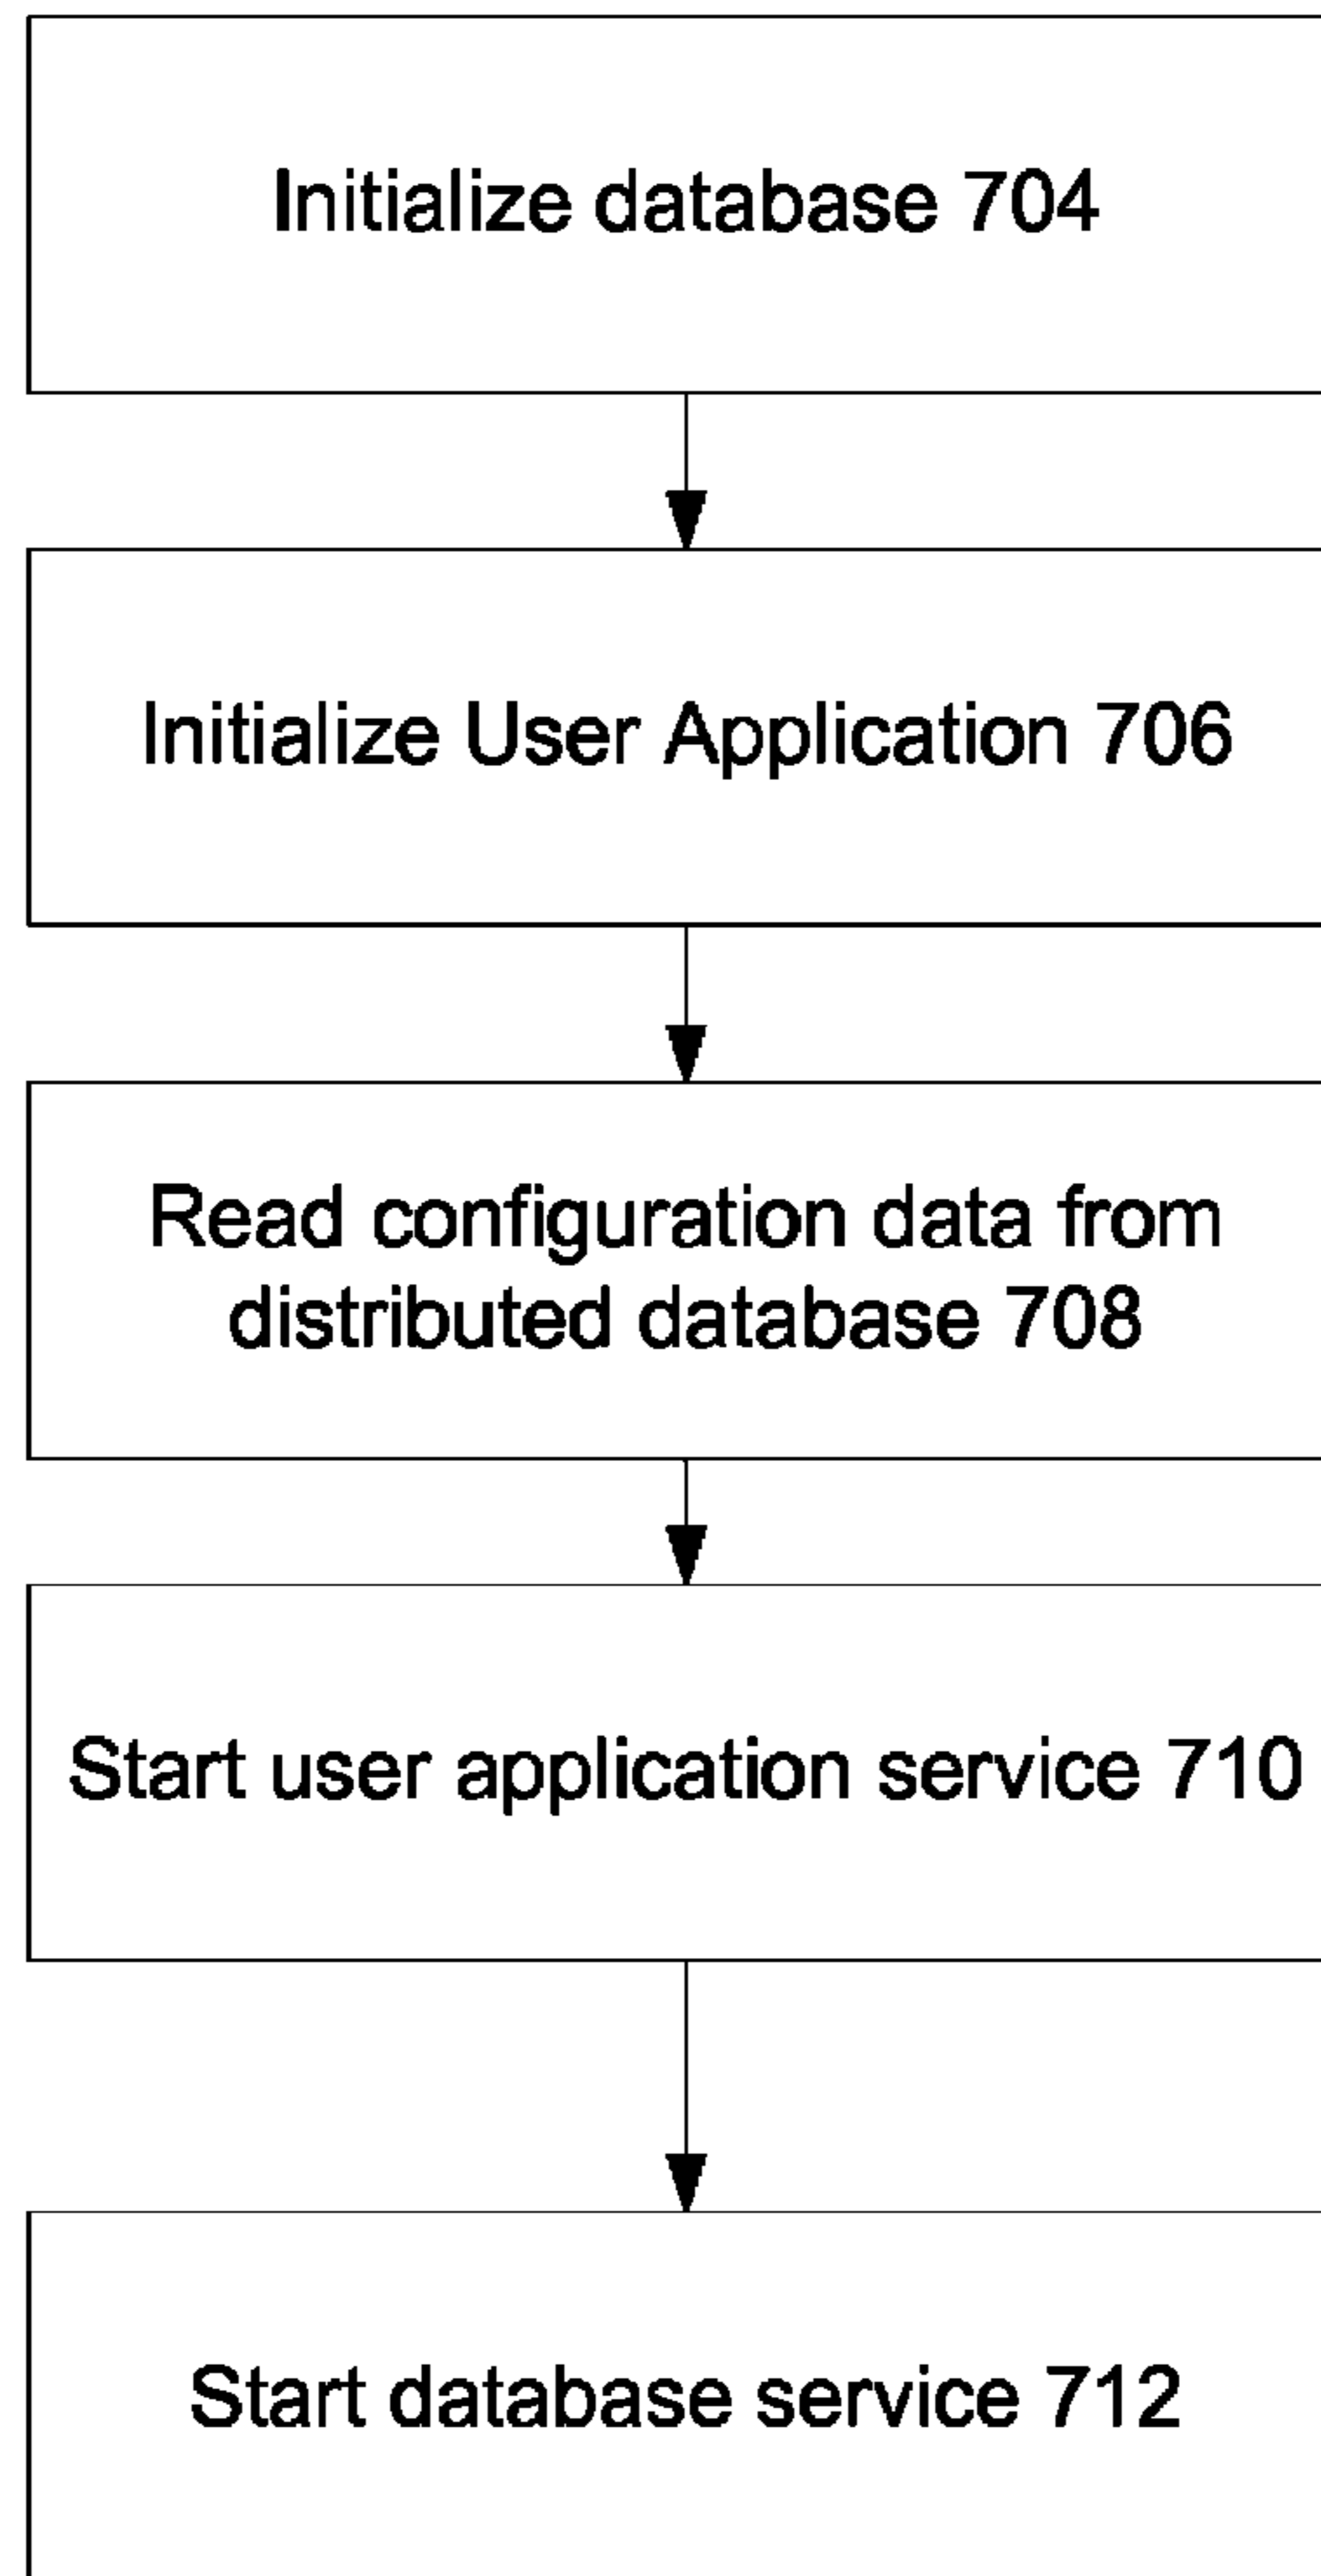 Initialize database 704
Initialize User Application 706
Read configuration data from
distributed database 708
Start user application service 710
Start database service 712